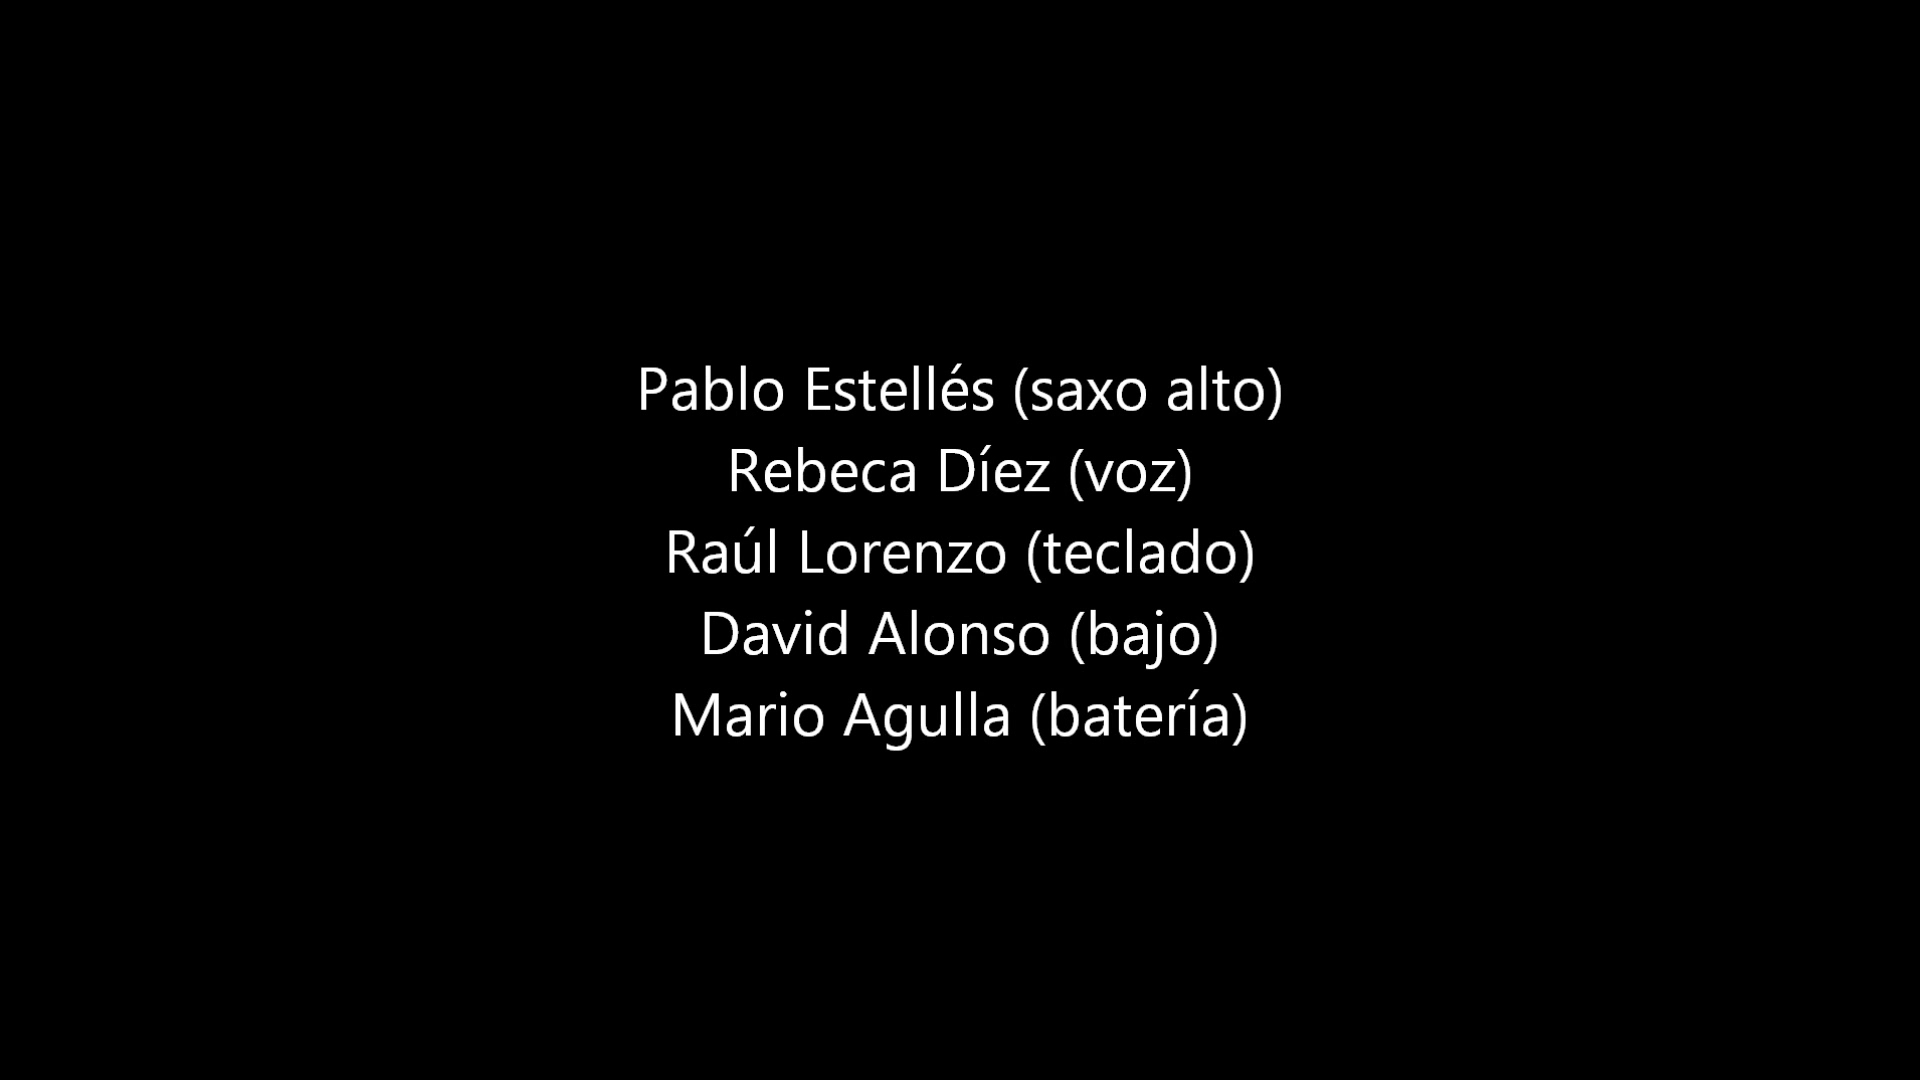 Pablo Estellés (saxo alto)
Rebeca Díez (voz)
Raúl Lorenzo (teclado)
David Alonso (bajo)
Mario Agulla (batería)